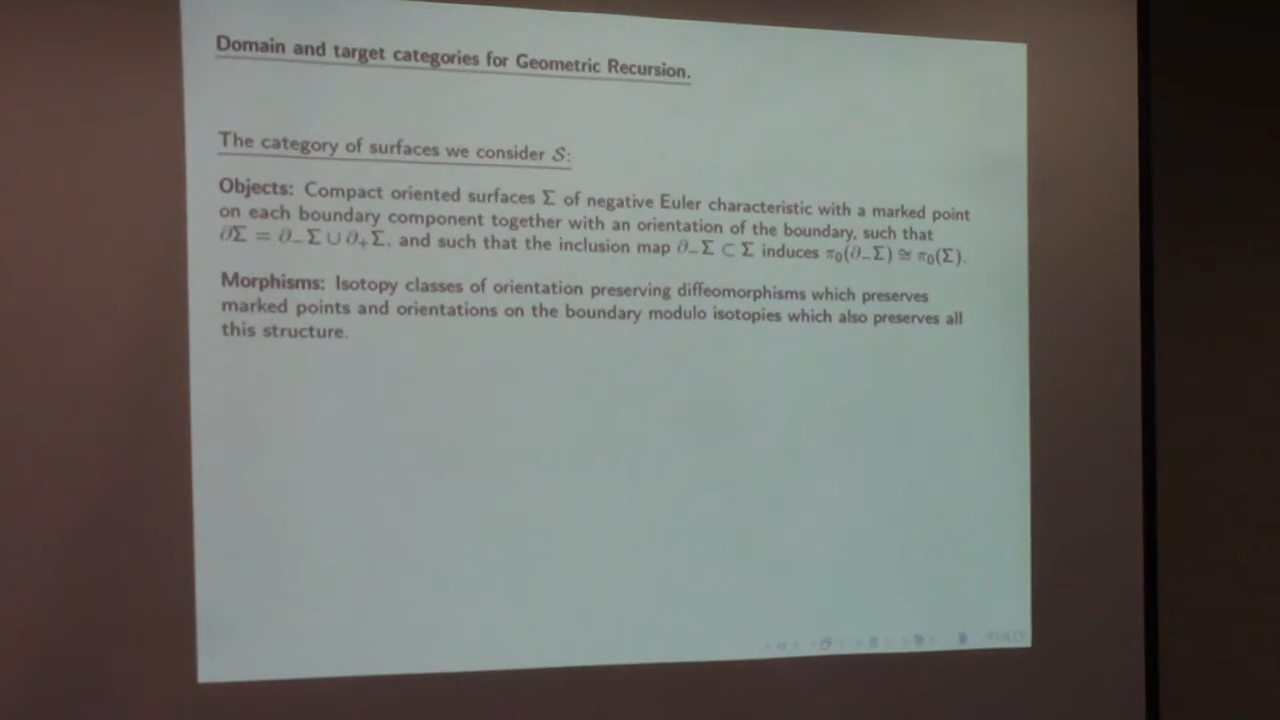 Domain and target categories for Geometric Recursion.
The category of surfaces we consider 𝒮:
Objects: Compact oriented surfaces Σ of negative Euler characteristic with a marked point
on each boundary component together with an orientation of the boundary, such that
∂Σ = ∂₋Σ ∪ ∂₊Σ, and such that the inclusion map ∂₋Σ ⊂ Σ induces π₀(∂₋Σ) ≅ π₀(Σ).
Morphisms: Isotopy classes of orientation preserving diffeomorphisms which preserves
marked points and orientations on the boundary modulo isotopies which also preserves all
this structure.